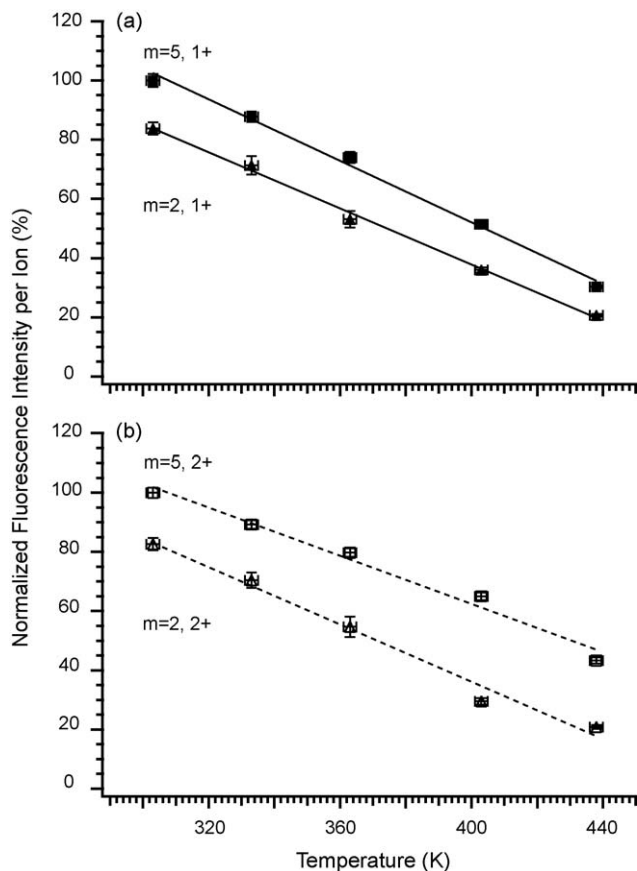 Normalized Fluorescence Intensity per Ion (%)
(a)
120
100
80
60
40
20
0
m=5, 1+
m=2, 1+
(b)
120
100
80
60
40
20
0
m=5, 2+
m=2, 2+
320 360 400 440
Temperature (K)